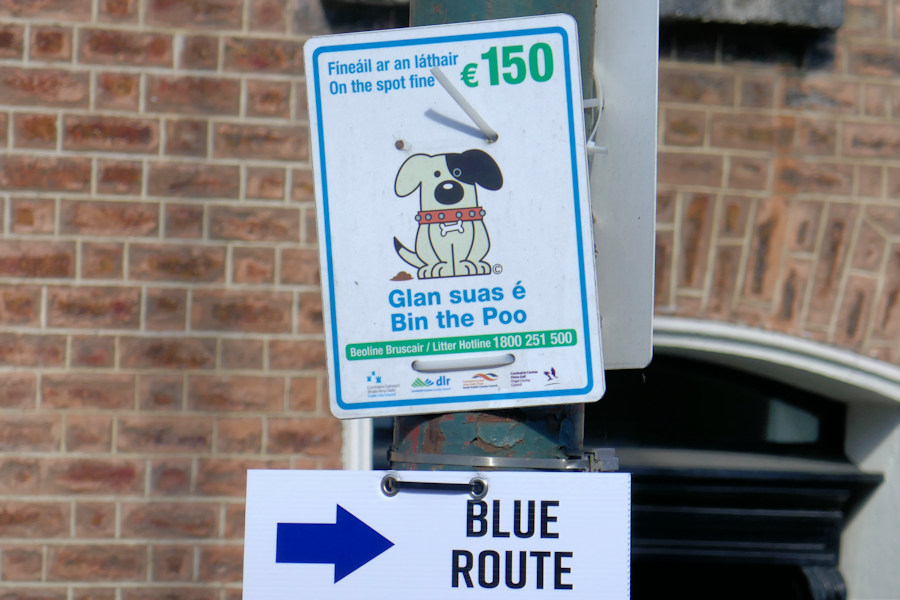 Fíneáil ar an láthair
On the spot fine
€150
©
Glan suas é
Bin the Poo
Beoline Bruscair / Litter Hotline 1800 251 500
dlr
BLUE
ROUTE